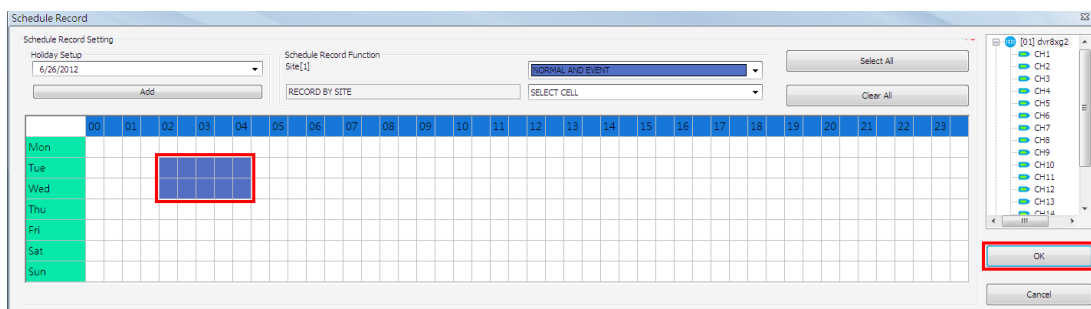 Schedule Record
Schedule Record Setting
Holiday Setup
6/26/2012
Add
Schedule Record Function
Site[1]
NORMAL AND EVENT
RECORD BY SITE
SELECT CELL
Select All
Clear All
00 01 02 03 04 05 06 07 08 09 10 11 12 13 14 15 16 17 18 19 20 21 22 23
Mon
Tue
Wed
Thu
Fri
Sat
Sun
[01] dvr8xg2
CH1
CH2
CH3
CH4
CH5
CH6
CH7
CH8
CH9
CH10
CH11
CH12
CH13
CH14
OK
Cancel